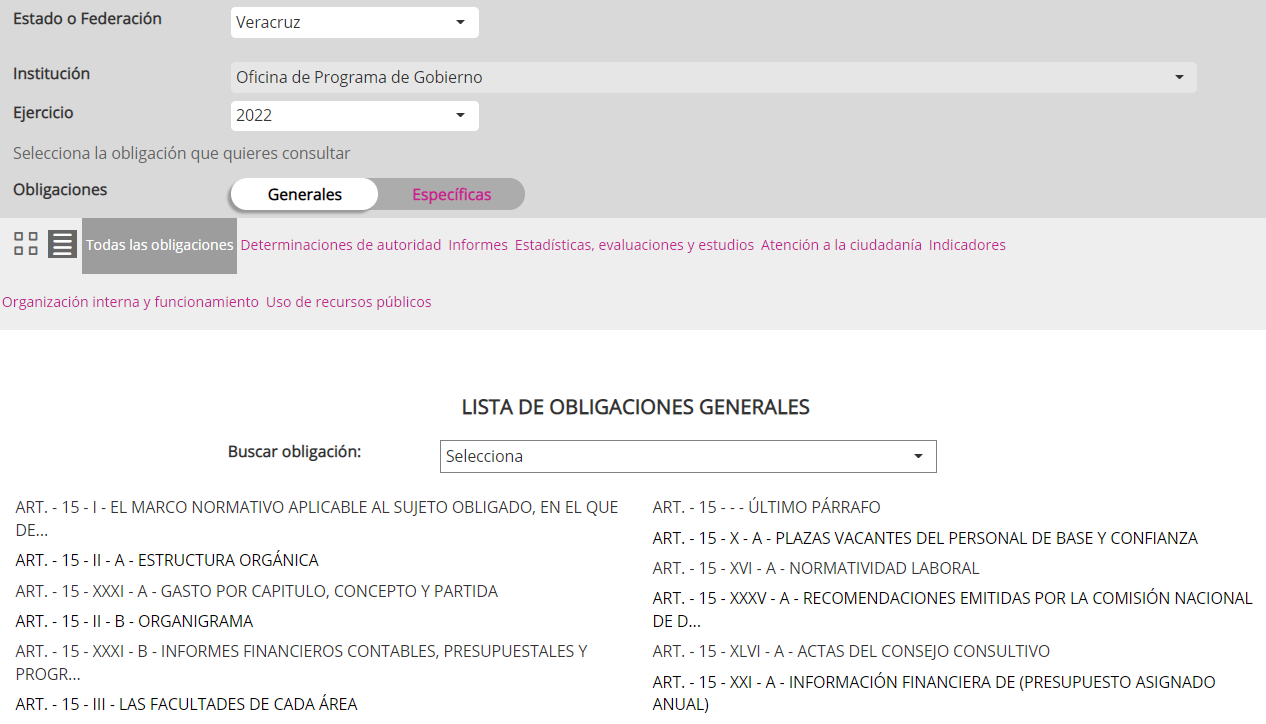 Estado o Federación
Veracruz
Institución
Oficina de Programa de Gobierno
Ejercicio
2022
Selecciona la obligación que quieres consultar
Obligaciones
Generales
Específicas
Todas las obligaciones
Determinaciones de autoridad
Informes
Estadísticas, evaluaciones y estudios
Atención a la ciudadanía
Indicadores
Organización interna y funcionamiento
Uso de recursos públicos
LISTA DE OBLIGACIONES GENERALES
Buscar obligación:
Selecciona
ART. - 15 - I - EL MARCO NORMATIVO APLICABLE AL SUJETO OBLIGADO, EN EL QUE
DE...
ART. - 15 - II - A - ESTRUCTURA ORGÁNICA
ART. - 15 - XXXI - A - GASTO POR CAPITULO, CONCEPTO Y PARTIDA
ART. - 15 - II - B - ORGANIGRAMA
ART. - 15 - XXXI - B - INFORMES FINANCIEROS CONTABLES, PRESUPUESTALES Y
PROGR...
ART. - 15 - III - LAS FACULTADES DE CADA ÁREA
ART. - 15 - - - ÚLTIMO PÁRRAFO
ART. - 15 - X - A - PLAZAS VACANTES DEL PERSONAL DE BASE Y CONFIANZA
ART. - 15 - XVI - A - NORMATIVIDAD LABORAL
ART. - 15 - XXXV - A - RECOMENDACIONES EMITIDAS POR LA COMISIÓN NACIONAL
DE D...
ART. - 15 - XLVI - A - ACTAS DEL CONSEJO CONSULTIVO
ART. - 15 - XXI - A - INFORMACIÓN FINANCIERA DE (PRESUPUESTO ASIGNADO
ANUAL)